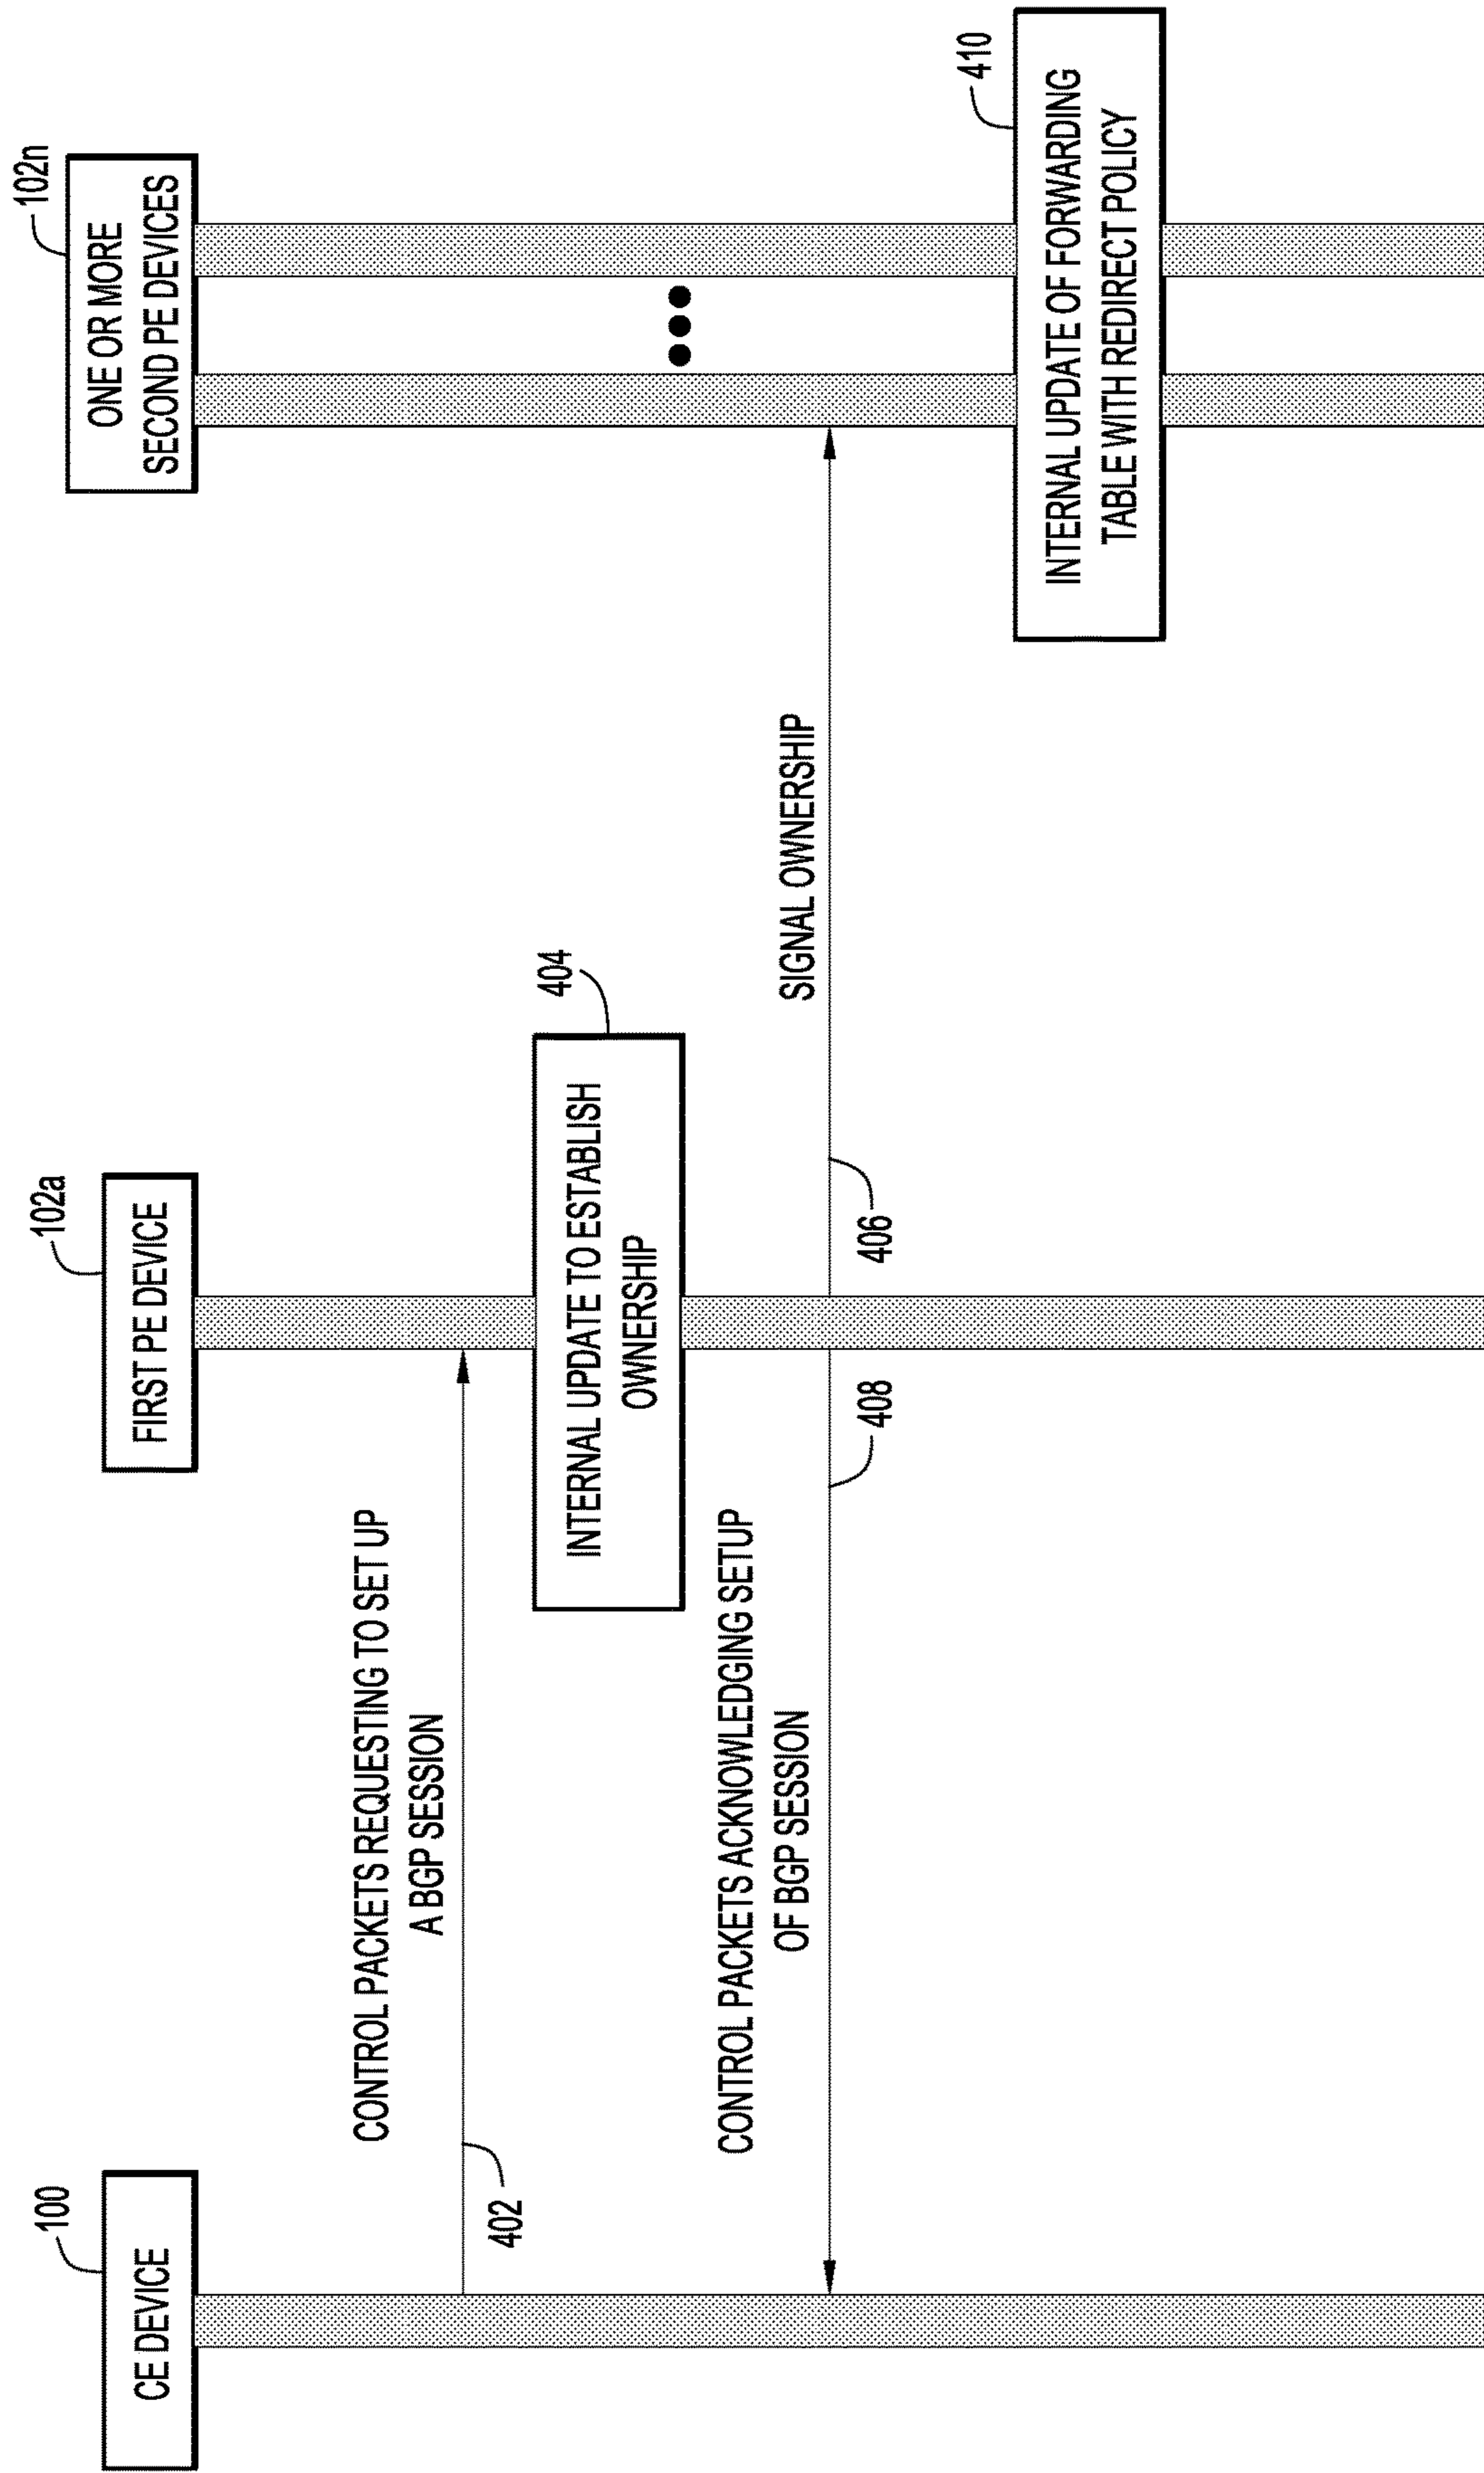 100
CE DEVICE
102a
FIRST PE DEVICE
102n
ONE OR MORE
SECOND PE DEVICES
CONTROL PACKETS REQUESTING TO SET UP
A BGP SESSION
402
404
INTERNAL UPDATE TO ESTABLISH
OWNERSHIP
CONTROL PACKETS ACKNOWLEDGING SETUP
OF BGP SESSION
408
SIGNAL OWNERSHIP
406
410
INTERNAL UPDATE OF FORWARDING
TABLE WITH REDIRECT POLICY